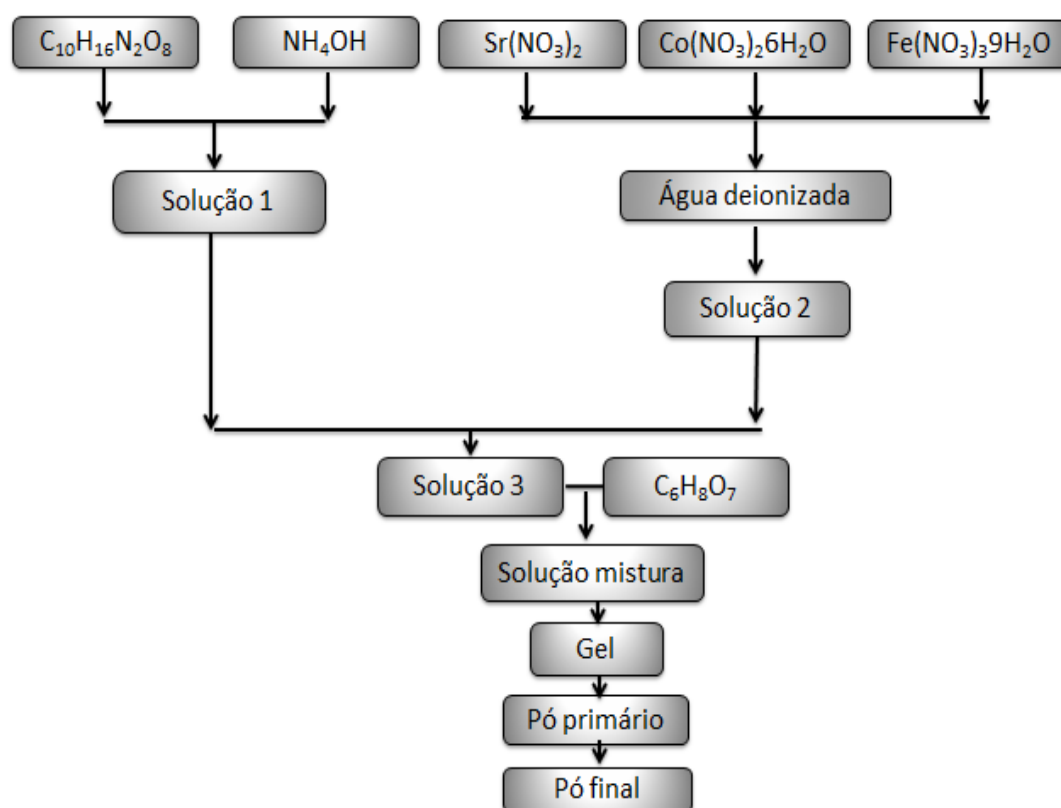 C₁₀H₁₆N₂O₈
NH₄OH
Sr(NO₃)₂
Co(NO₃)₂6H₂O
Fe(NO₃)₃9H₂O
Solução 1
Água deionizada
Solução 2
Solução 3
C₆H₈O₇
Solução mistura
Gel
Pó primário
Pó final